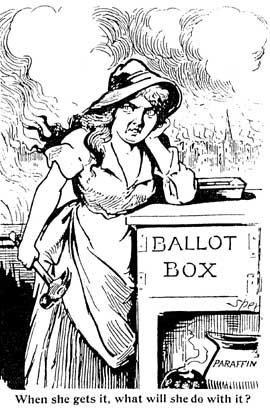 BALLOT
BOX
PARAFFIN
When she gets it, what will she do with it?